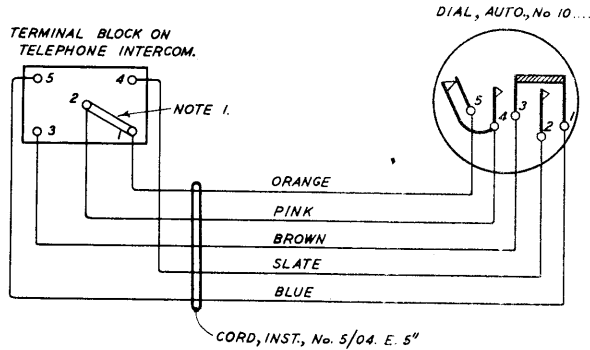 DIAL, AUTO., No 10....
TERMINAL BLOCK ON
TELEPHONE INTERCOM.
5
4
2
NOTE 1.
3
1
5
4
3
2
1
ORANGE
PINK
BROWN
SLATE
BLUE
CORD, INST., No. 5/04. E. 5"